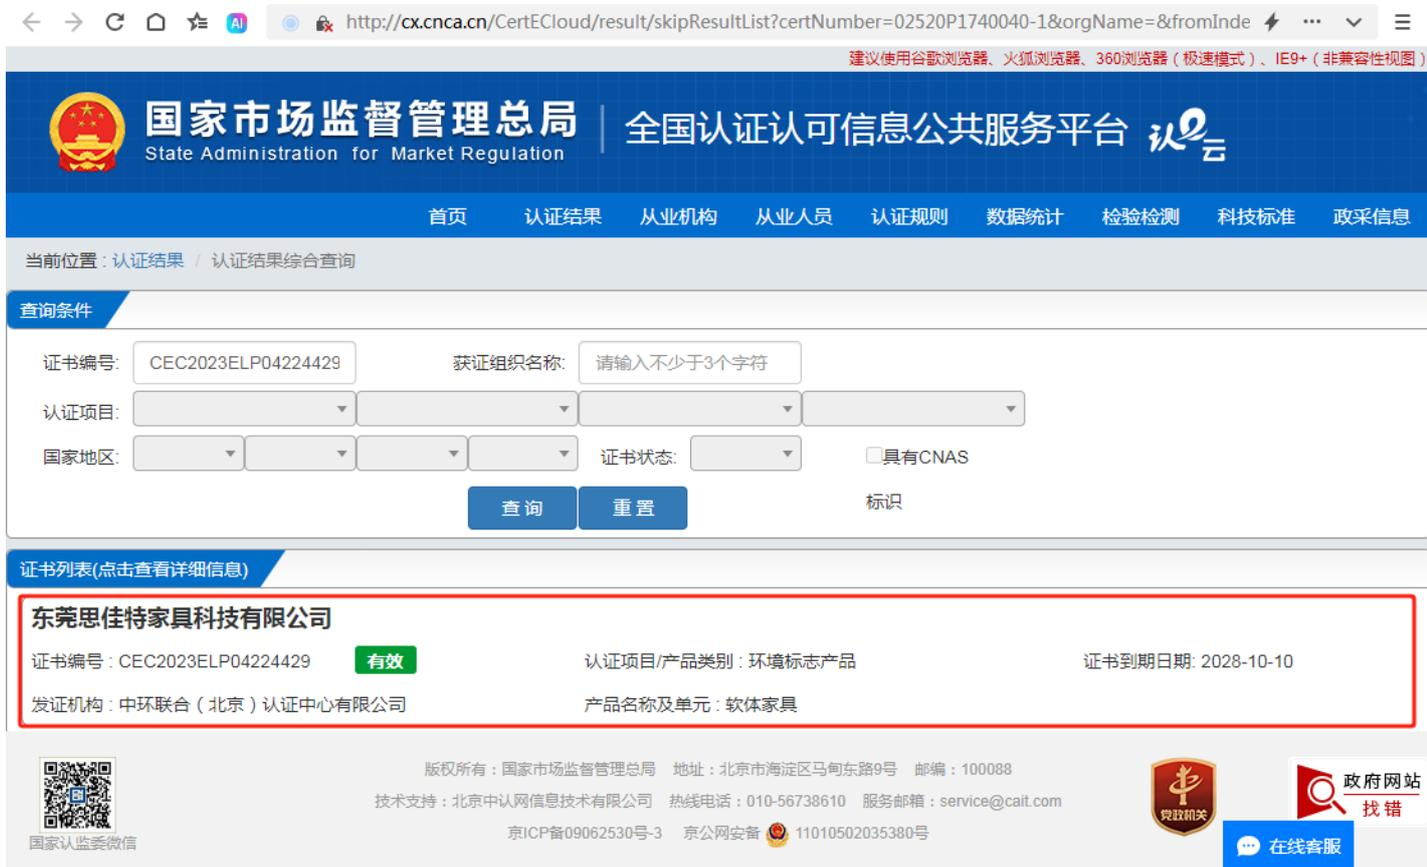 http://cx.cnca.cn/CertECloud/result/skipResultList?certNumber=02520P1740040-1&orgName=&fromInde
建议使用谷歌浏览器、火狐浏览器、360浏览器（极速模式）、IE9+（非兼容性视图）
国家市场监督管理总局 全国认证认可信息公共服务平台 认e云
State Administration for Market Regulation
首页 认证结果 从业机构 从业人员 认证规则 数据统计 检验检测 科技标准 政采信息
当前位置 : 认证结果 / 认证结果综合查询
查询条件
证书编号: CEC2023ELP04224429 获证组织名称: 请输入不少于3个字符
认证项目:
国家地区: 证书状态: 具有CNAS
标识
查 询 重 置
证书列表(点击查看详细信息)
东莞思佳特家具科技有限公司
证书编号 : CEC2023ELP04224429 有效 认证项目/产品类别 : 环境标志产品 证书到期日期: 2028-10-10
发证机构 : 中环联合（北京）认证中心有限公司 产品名称及单元 : 软体家具
版权所有：国家市场监督管理总局 地址：北京市海淀区马甸东路9号 邮编：100088
技术支持：北京中认网信息技术有限公司 热线电话：010-56738610 服务邮箱：service@cait.com
京ICP备09062530号-3 京公网安备 11010502035380号
国家认监委微信
党政机关
政府网站
找错
在线客服